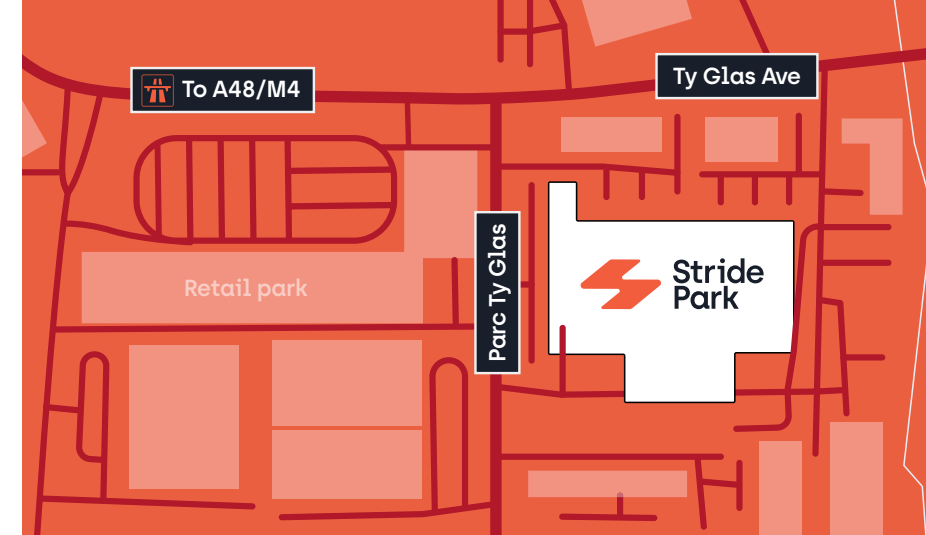 Ty Glas Ave
To A48/M4
Parc Ty Glas
Stride
Park
Retail park